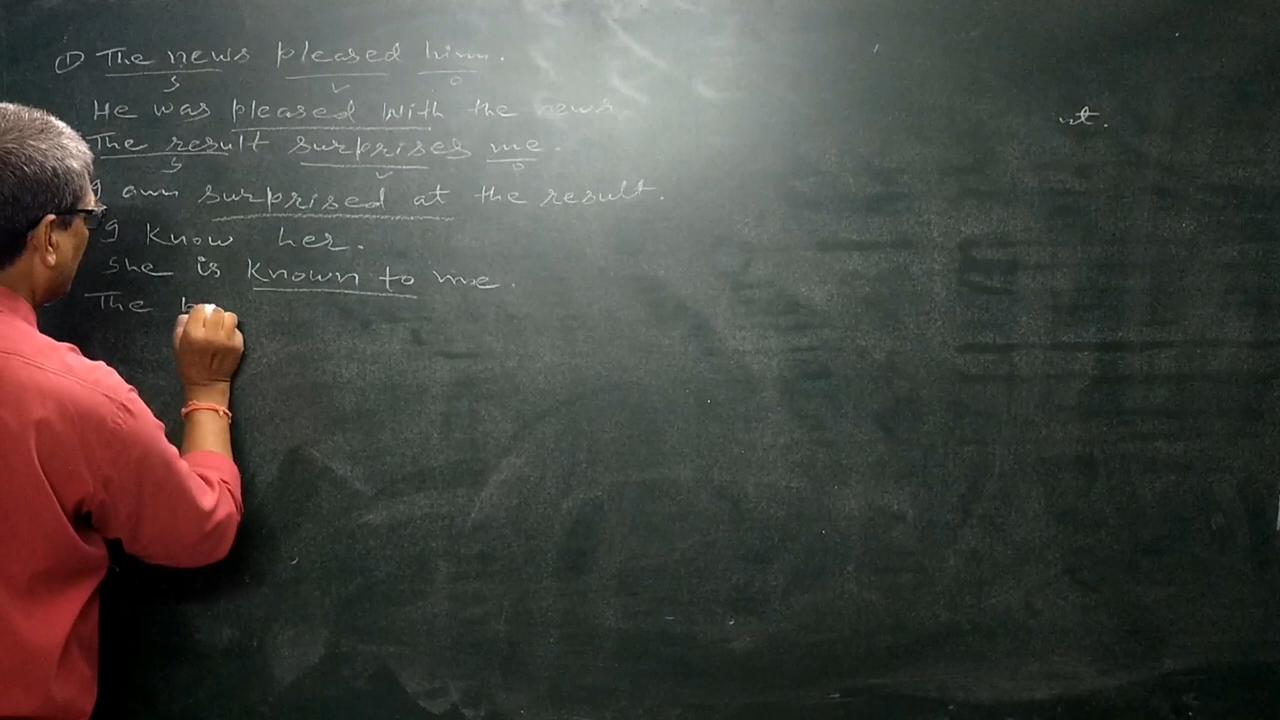 ① The news pleased him.
S V O
He was pleased with the news.
The result surprises me.
S V O
I am surprised at the result.
I know her.
She is known to me.
The